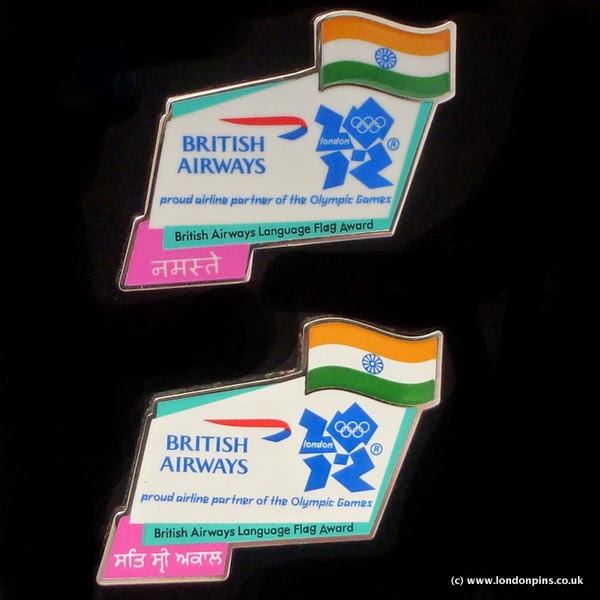 BRITISH
AIRWAYS
london
®
proud airline partner of the Olympic Games
British Airways Language Flag Award
नमस्ते
BRITISH
AIRWAYS
london
®
proud airline partner of the Olympic Games
British Airways Language Flag Award
ਸਤਿ ਸ੍ਰੀ ਅਕਾਲ
(c) www.londonpins.co.uk